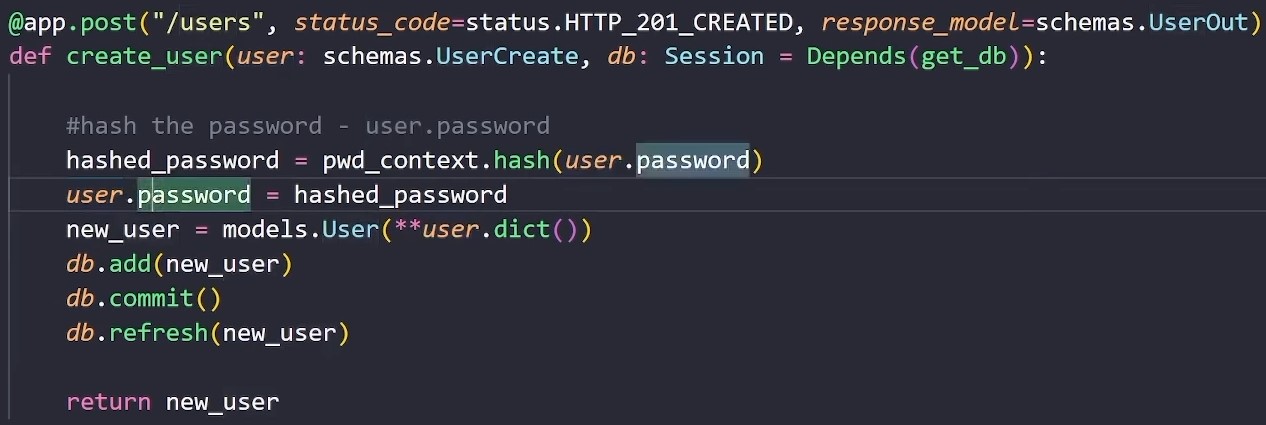 @app.post("/users", status_code=status.HTTP_201_CREATED, response_model=schemas.UserOut)
def create_user(user: schemas.UserCreate, db: Session = Depends(get_db)):
#hash the password - user.password
hashed_password = pwd_context.hash(user.password)
user.password = hashed_password
new_user = models.User(**user.dict())
db.add(new_user)
db.commit()
db.refresh(new_user)
return new_user